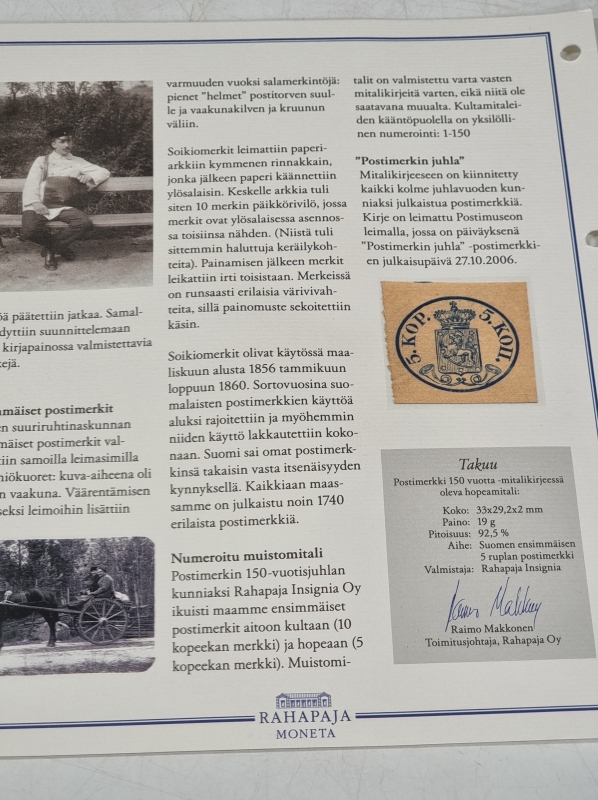 ä päätettiin jatkaa. Samal-
dyttiin suunnittelemaan
kirjapainossa valmistettavia
kejä.
mäiset postimerkit
en suuriruhtinaskunnan
mäiset postimerkit val-
tiin samoilla leimasimilla
niökuoret: kuva-aiheena oli
n vaakuna. Väärentämisen
seksi leimoihin lisättiin
varmuuden vuoksi salamerkintöjä:
pienet "helmet" postitorven suul-
le ja vaakunakilven ja kruunun
väliin.
Soikiomerkit leimattiin paperi-
arkkiin kymmenen rinnakkain,
jonka jälkeen paperi käännettiin
ylösalaisin. Keskelle arkkia tuli
siten 10 merkin päikkörivilö, jossa
merkit ovat ylösalaisessa asennos-
sa toisiinsa nähden. (Niistä tuli
sittemmin haluttuja keräilykoh-
teita). Painamisen jälkeen merkit
leikattiin irti toisistaan. Merkeissä
on runsaasti erilaisia värivivah-
teita, sillä painomuste sekoitettiin
käsin.
Soikiomerkit olivat käytössä maa-
liskuun alusta 1856 tammikuun
loppuun 1860. Sortovuosina suo-
malaisten postimerkkien käyttöä
aluksi rajoitettiin ja myöhemmin
niiden käyttö lakkautettiin koko-
naan. Suomi sai omat postimerk-
kinsä takaisin vasta itsenäisyyden
kynnyksellä. Kaikkiaan maas-
samme on julkaistu noin 1740
erilaista postimerkkiä.
Numeroitu muistomitali
Postimerkin 150-vuotisjuhlan
kunniaksi Rahapaja Insignia Oy
ikuisti maamme ensimmäiset
postimerkit aitoon kultaan (10
kopeekan merkki) ja hopeaan (5
kopeekan merkki). Muistomi-
talit on valmistettu varta vasten
mitalikirjeitä varten, eikä niitä ole
saatavana muualta. Kultamitalei-
den kääntöpuolella on yksilölli-
nen numerointi: 1-150
"Postimerkin juhla"
Mitalikirjeeseen on kiinnitetty
kaikki kolme juhlavuoden kun-
niaksi julkaistua postimerkkiä.
Kirje on leimattu Postimuseon
leimalla, jossa on päiväyksenä
"Postimerkin juhla" -postimerkki-
en julkaisupäivä 27.10.2006.
5. КОР. 5. КОП.
Takuu
Postimerkki 150 vuotta -mitalikirjeessä
oleva hopeamitali:
Koko: 33x29,2x2 mm
Paino: 19 g
Pitoisuus: 92,5 %
Aihe: Suomen ensimmäisen
5 ruplan postimerkki
Valmistaja: Rahapaja Insignia
Raimo Makkonen
Raimo Makkonen
Toimitusjohtaja, Rahapaja Oy
RAHAPAJA
MONETA